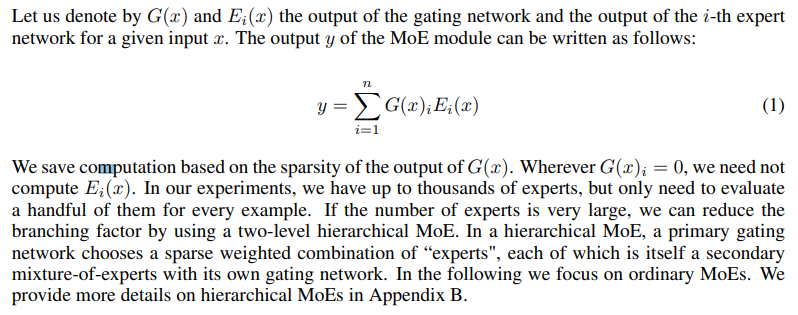 Let us denote by G(x) and Eᵢ(x) the output of the gating network and the output of the i-th expert
network for a given input x. The output y of the MoE module can be written as follows:
y = ∑ⁿᵢ₌₁ G(x)ᵢEᵢ(x) (1)
We save computation based on the sparsity of the output of G(x). Wherever G(x)ᵢ = 0, we need not
compute Eᵢ(x). In our experiments, we have up to thousands of experts, but only need to evaluate
a handful of them for every example. If the number of experts is very large, we can reduce the
branching factor by using a two-level hierarchical MoE. In a hierarchical MoE, a primary gating
network chooses a sparse weighted combination of “experts", each of which is itself a secondary
mixture-of-experts with its own gating network. In the following we focus on ordinary MoEs. We
provide more details on hierarchical MoEs in Appendix B.